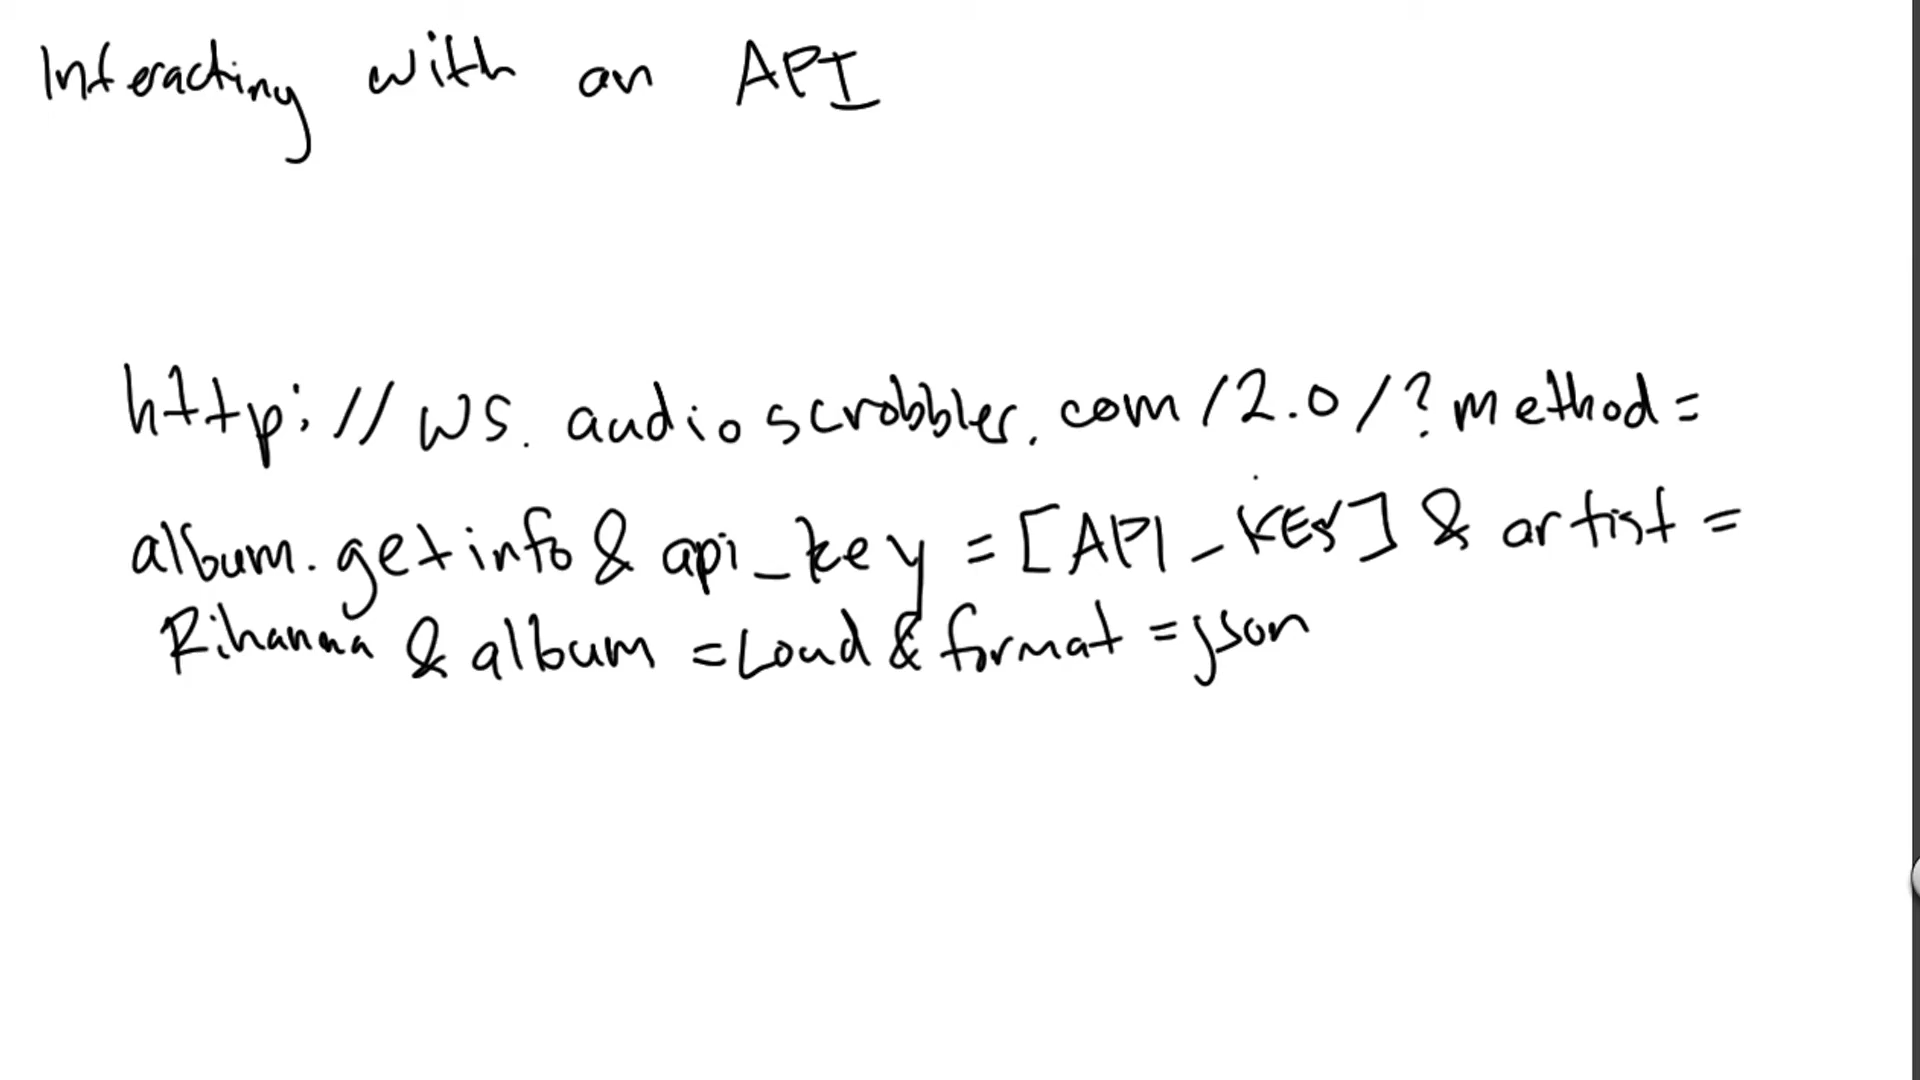 Interacting with an API
http://ws.audioscrobbler.com/2.0/?method=
album.getinfo&api_key=[API_KEY]&artist=
Rihanna&album=Loud&format=json